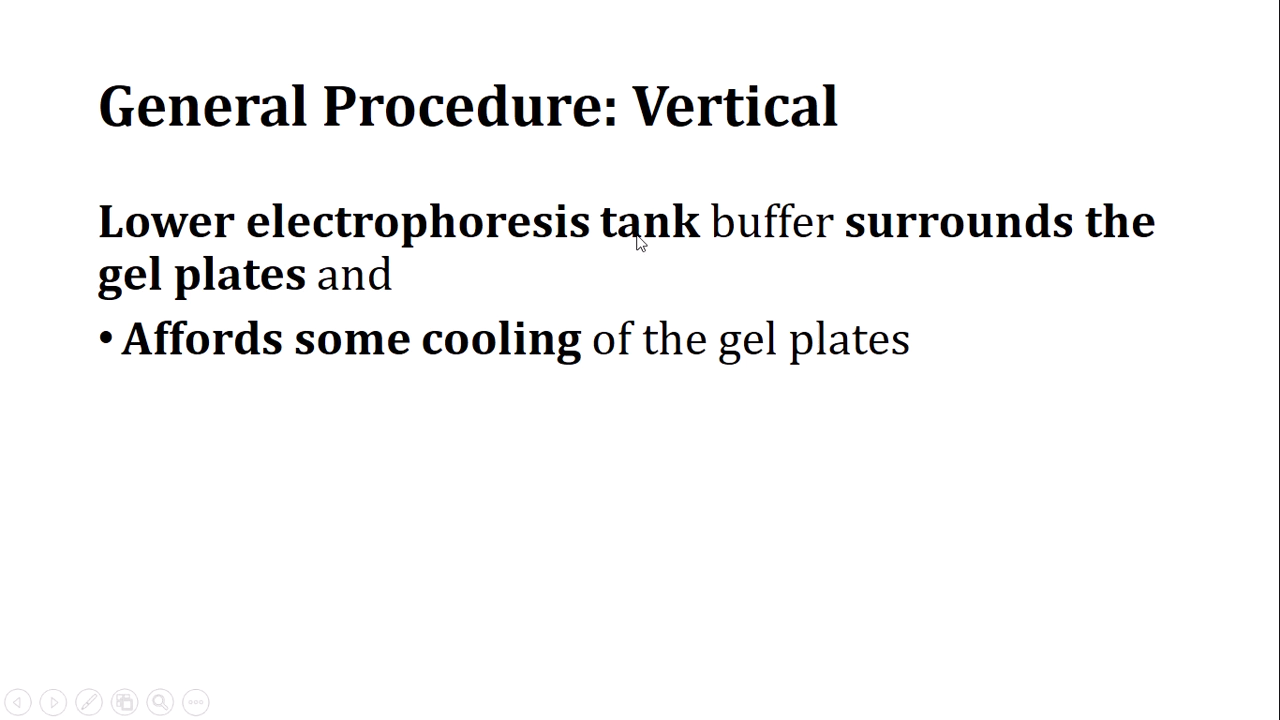 General Procedure: Vertical
Lower electrophoresis tank buffer surrounds the
gel plates and
• Affords some cooling of the gel plates